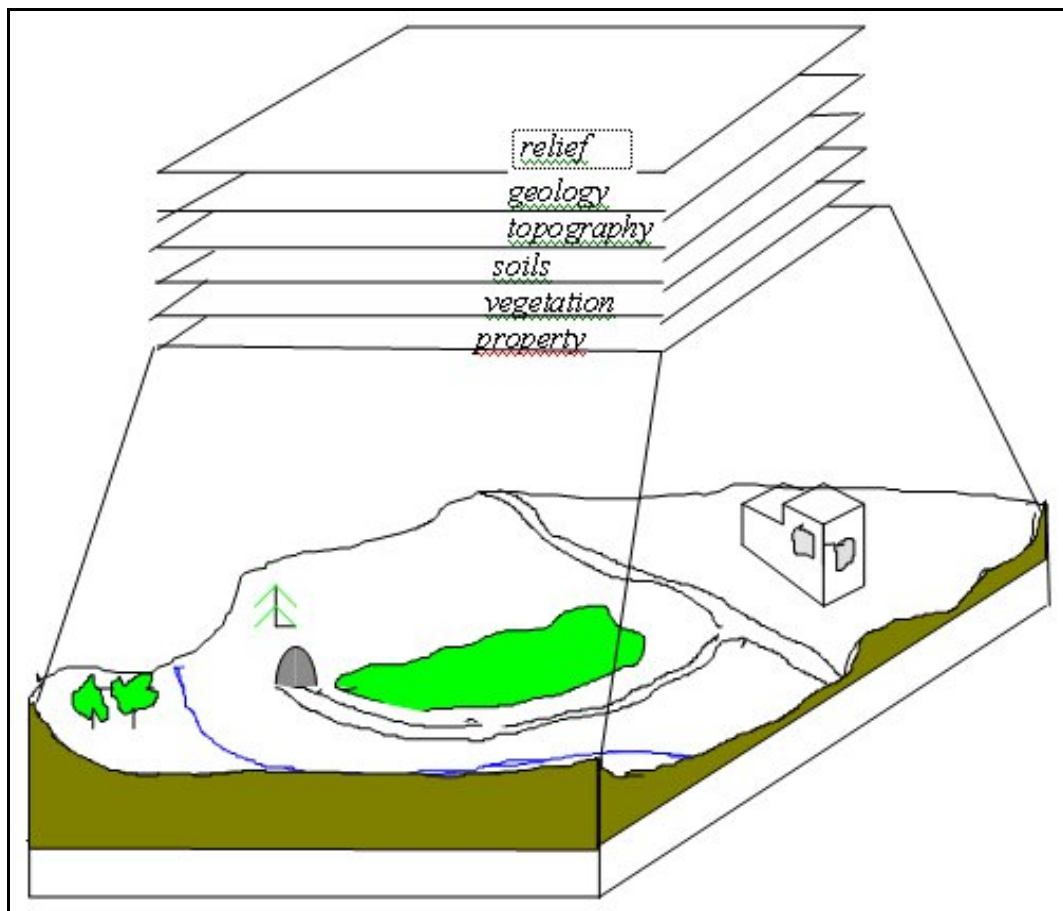 relief
geology
topography
soils
vegetation
property